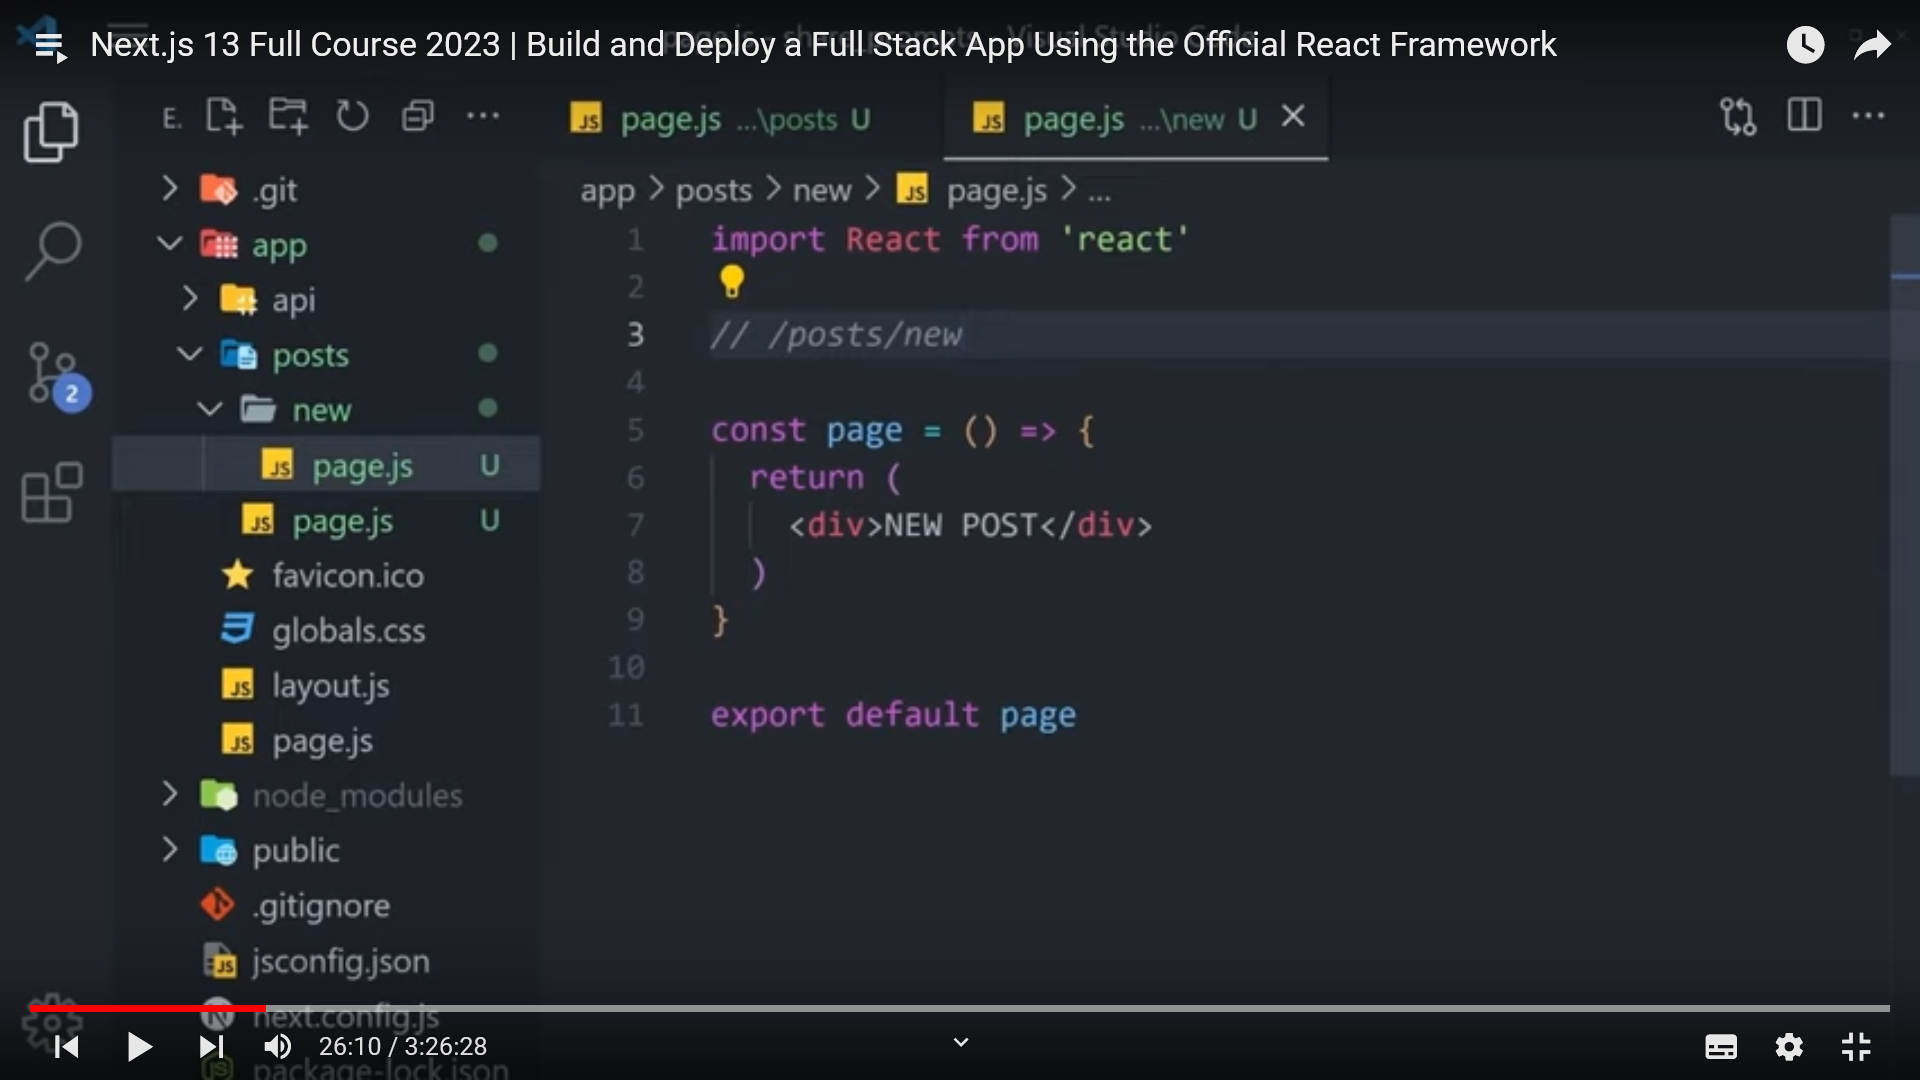 Next.js 13 Full Course 2023 | Build and Deploy a Full Stack App Using the Official React Framework
E.
page.js ...\posts U
page.js ...\new U
.git
app
api
posts
new
page.js U
page.js U
favicon.ico
globals.css
layout.js
page.js
node_modules
public
.gitignore
jsconfig.json
next.config.js
package-lock.json
2
app > posts > new > JS page.js > ...
1 import React from 'react'
2
3 // /posts/new
4
5 const page = () => {
6 return (
7 <div>NEW POST</div>
8 )
9 }
10
11 export default page
26:10 / 3:26:28